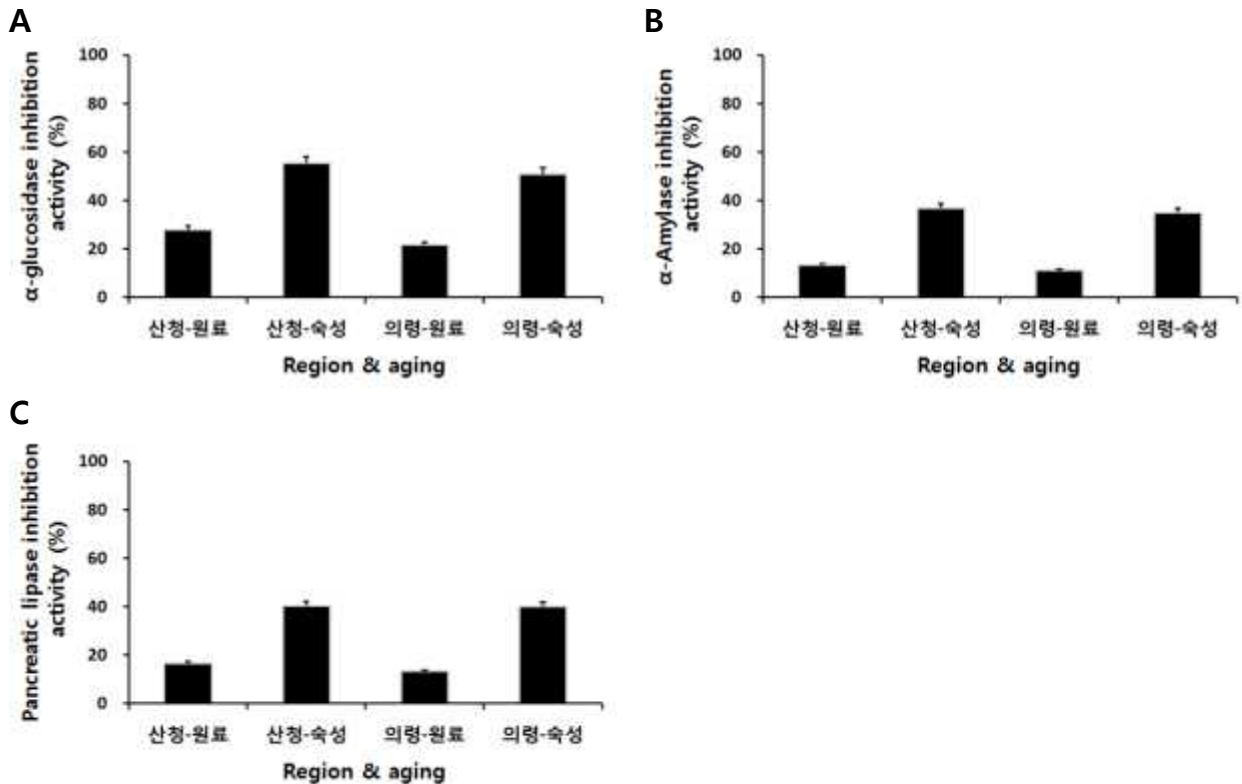 A
α-glucosidase inhibition
activity (%)
100
80
60
40
20
0
산청-원료 산청-숙성 의령-원료 의령-숙성
Region & aging
B
α-Amylase inhibition
activity (%)
100
80
60
40
20
0
산청-원료 산청-숙성 의령-원료 의령-숙성
Region & aging
C
Pancreatic lipase inhibition
activity (%)
100
80
60
40
20
0
산청-원료 산청-숙성 의령-원료 의령-숙성
Region & aging